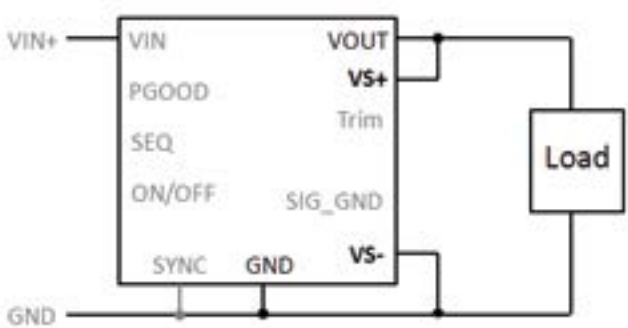 VIN+ VIN VOUT
VS+
PGOOD
Trim
SEQ
Load
ON/OFF SIG_GND
VS-
SYNC GND
GND